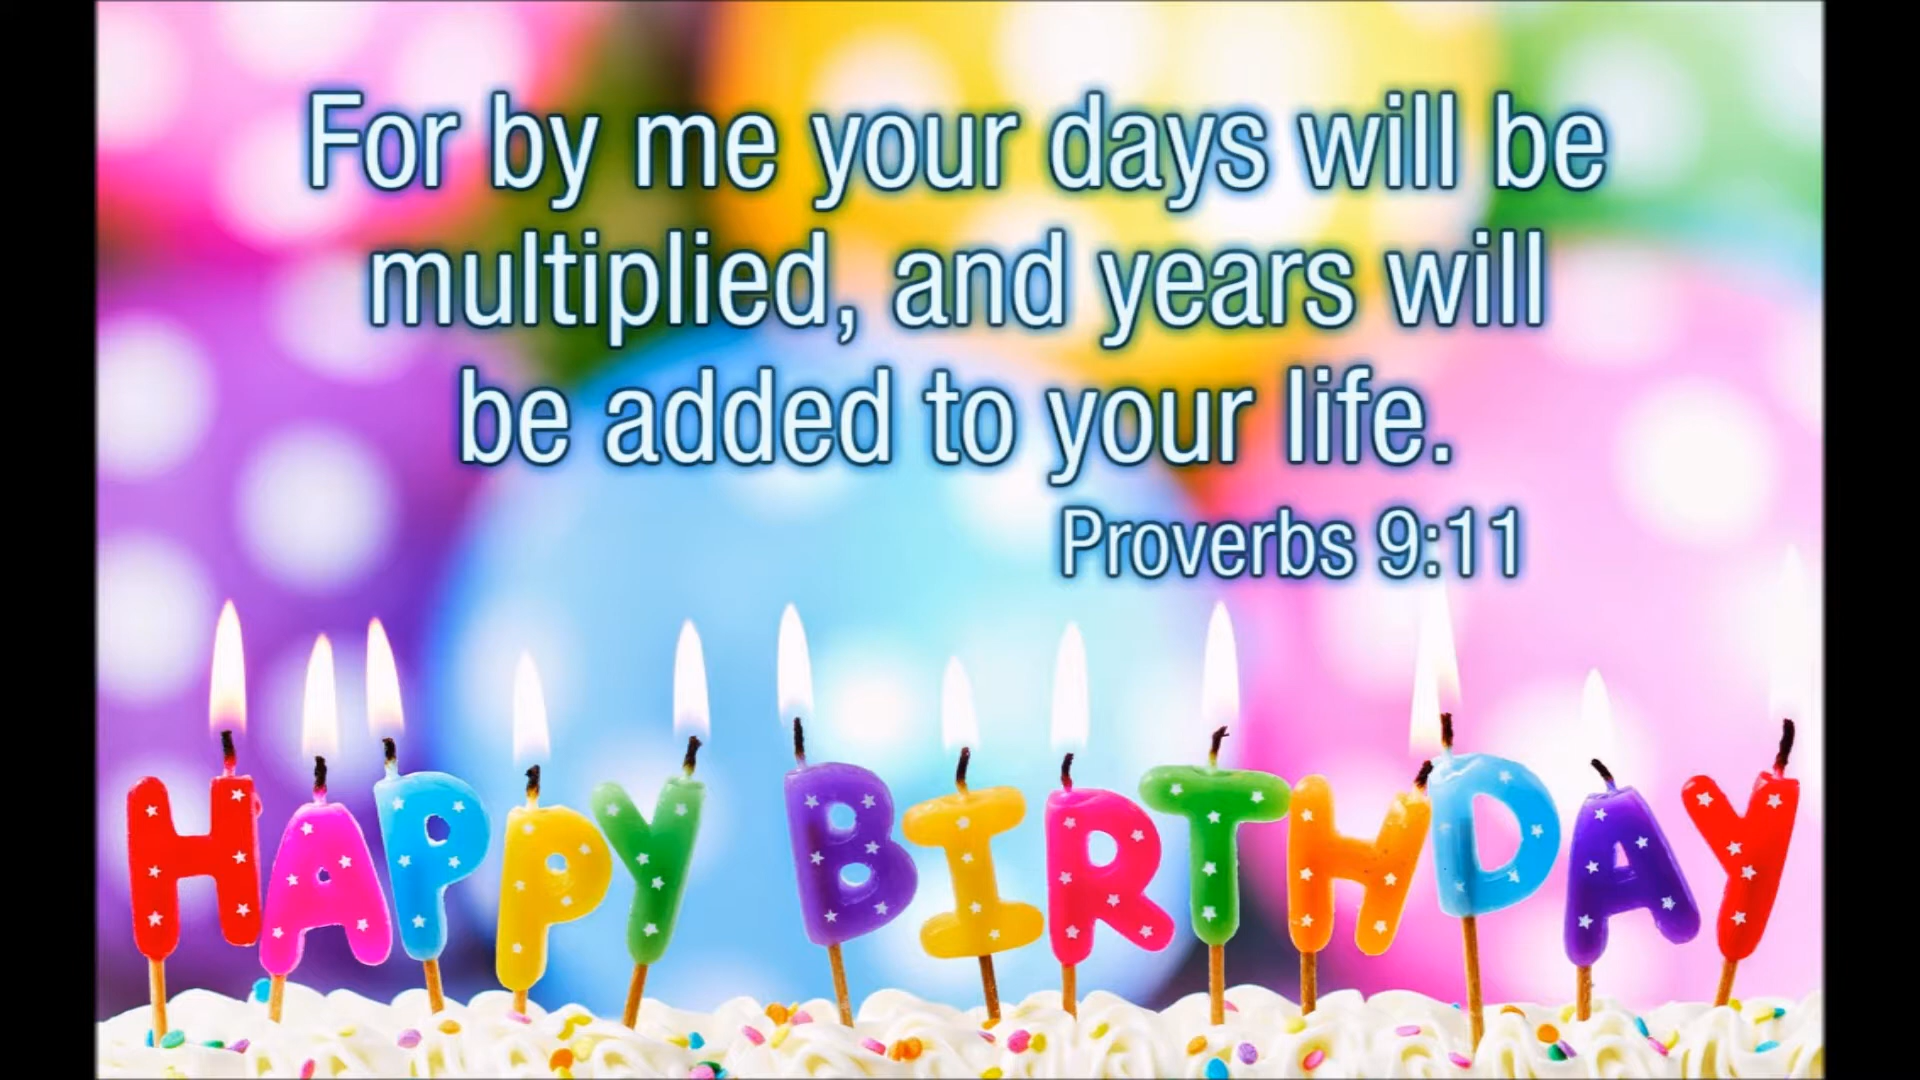 For by me your days will be
multiplied, and years will
be added to your life.
Proverbs 9:11
HAPPY BIRTHDAY